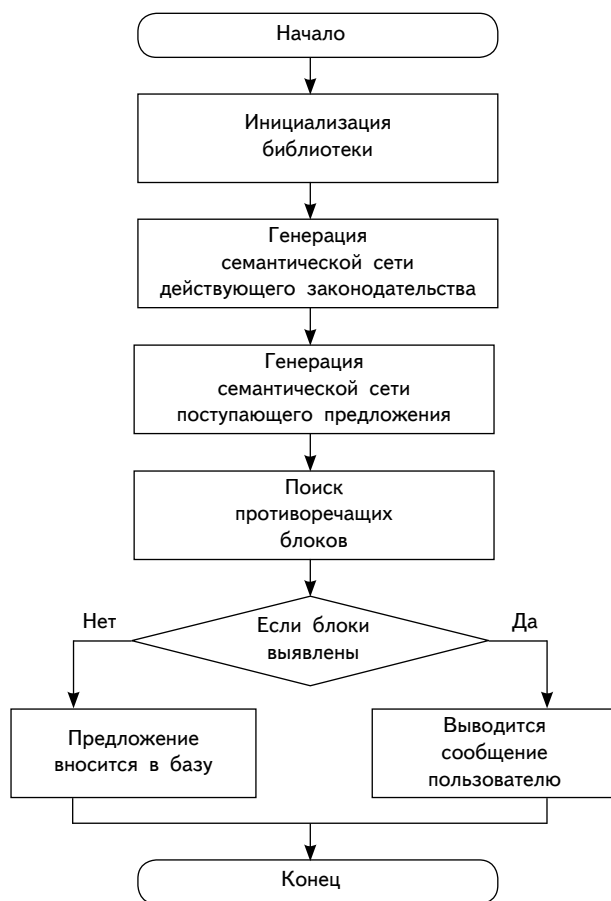 Начало
Инициализация
библиотеки
Генерация
семантической сети
действующего законодательства
Генерация
семантической сети
поступающего предложения
Поиск
противоречащих
блоков
Нет
Если блоки
выявлены
Да
Предложение
вносится в базу
Выводится
сообщение
пользователю
Конец